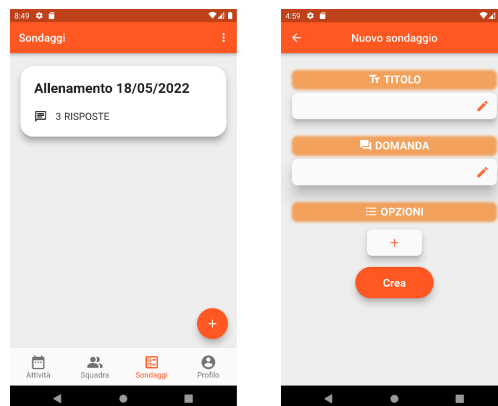 8:49
Sondaggi
Allenamento 18/05/2022
3 RISPOSTE
+
Attività Squadra Sondaggi Profilo
4:59
Nuovo sondaggio
TITOLO
DOMANDA
OPZIONI
+
Crea